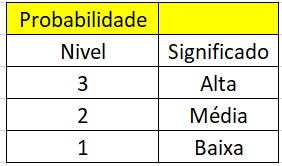 Probabilidade
Nivel Significado
3 Alta
2 Média
1 Baixa